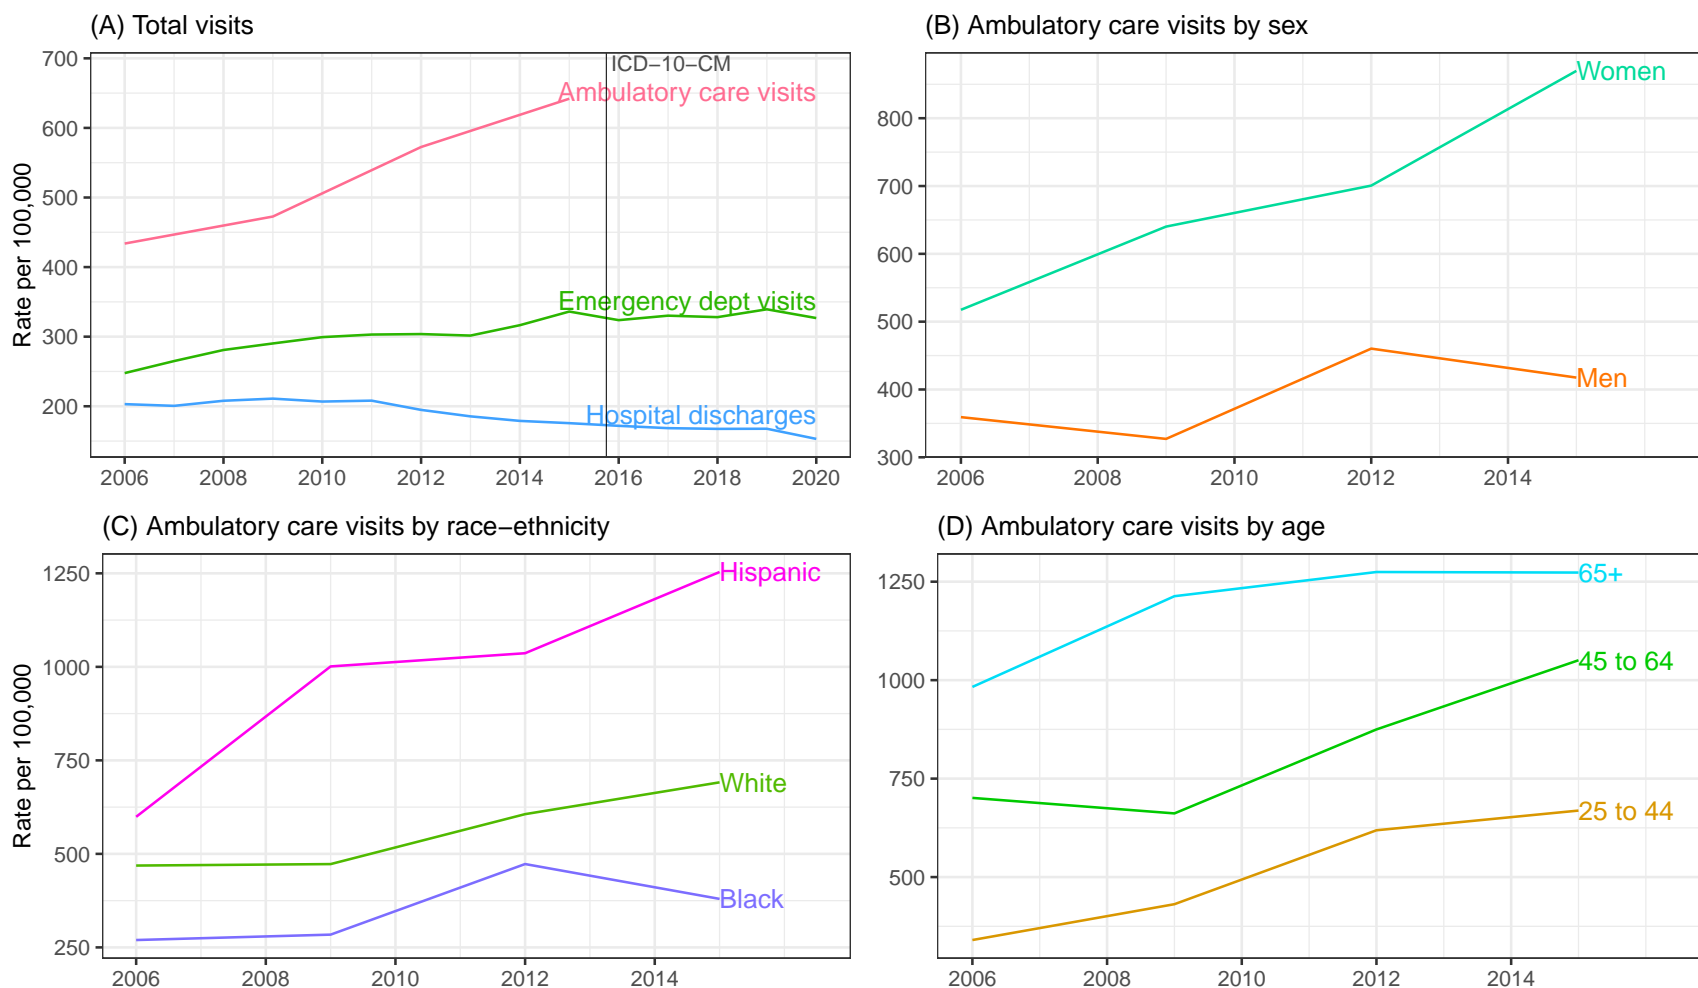 (A) Total visits
700
600
500
400
300
200
Rate per 100,000
ICD−10−CM
Ambulatory care visits
Emergency dept visits
Hospital discharges
2006 2008 2010 2012 2014 2016 2018 2020
(B) Ambulatory care visits by sex
800
700
600
500
400
300
Women
Men
2006 2008 2010 2012 2014
(C) Ambulatory care visits by race−ethnicity
1250
1000
750
500
250
Rate per 100,000
Hispanic
White
Black
2006 2008 2010 2012 2014
(D) Ambulatory care visits by age
1250
1000
750
500
65+
45 to 64
25 to 44
2006 2008 2010 2012 2014